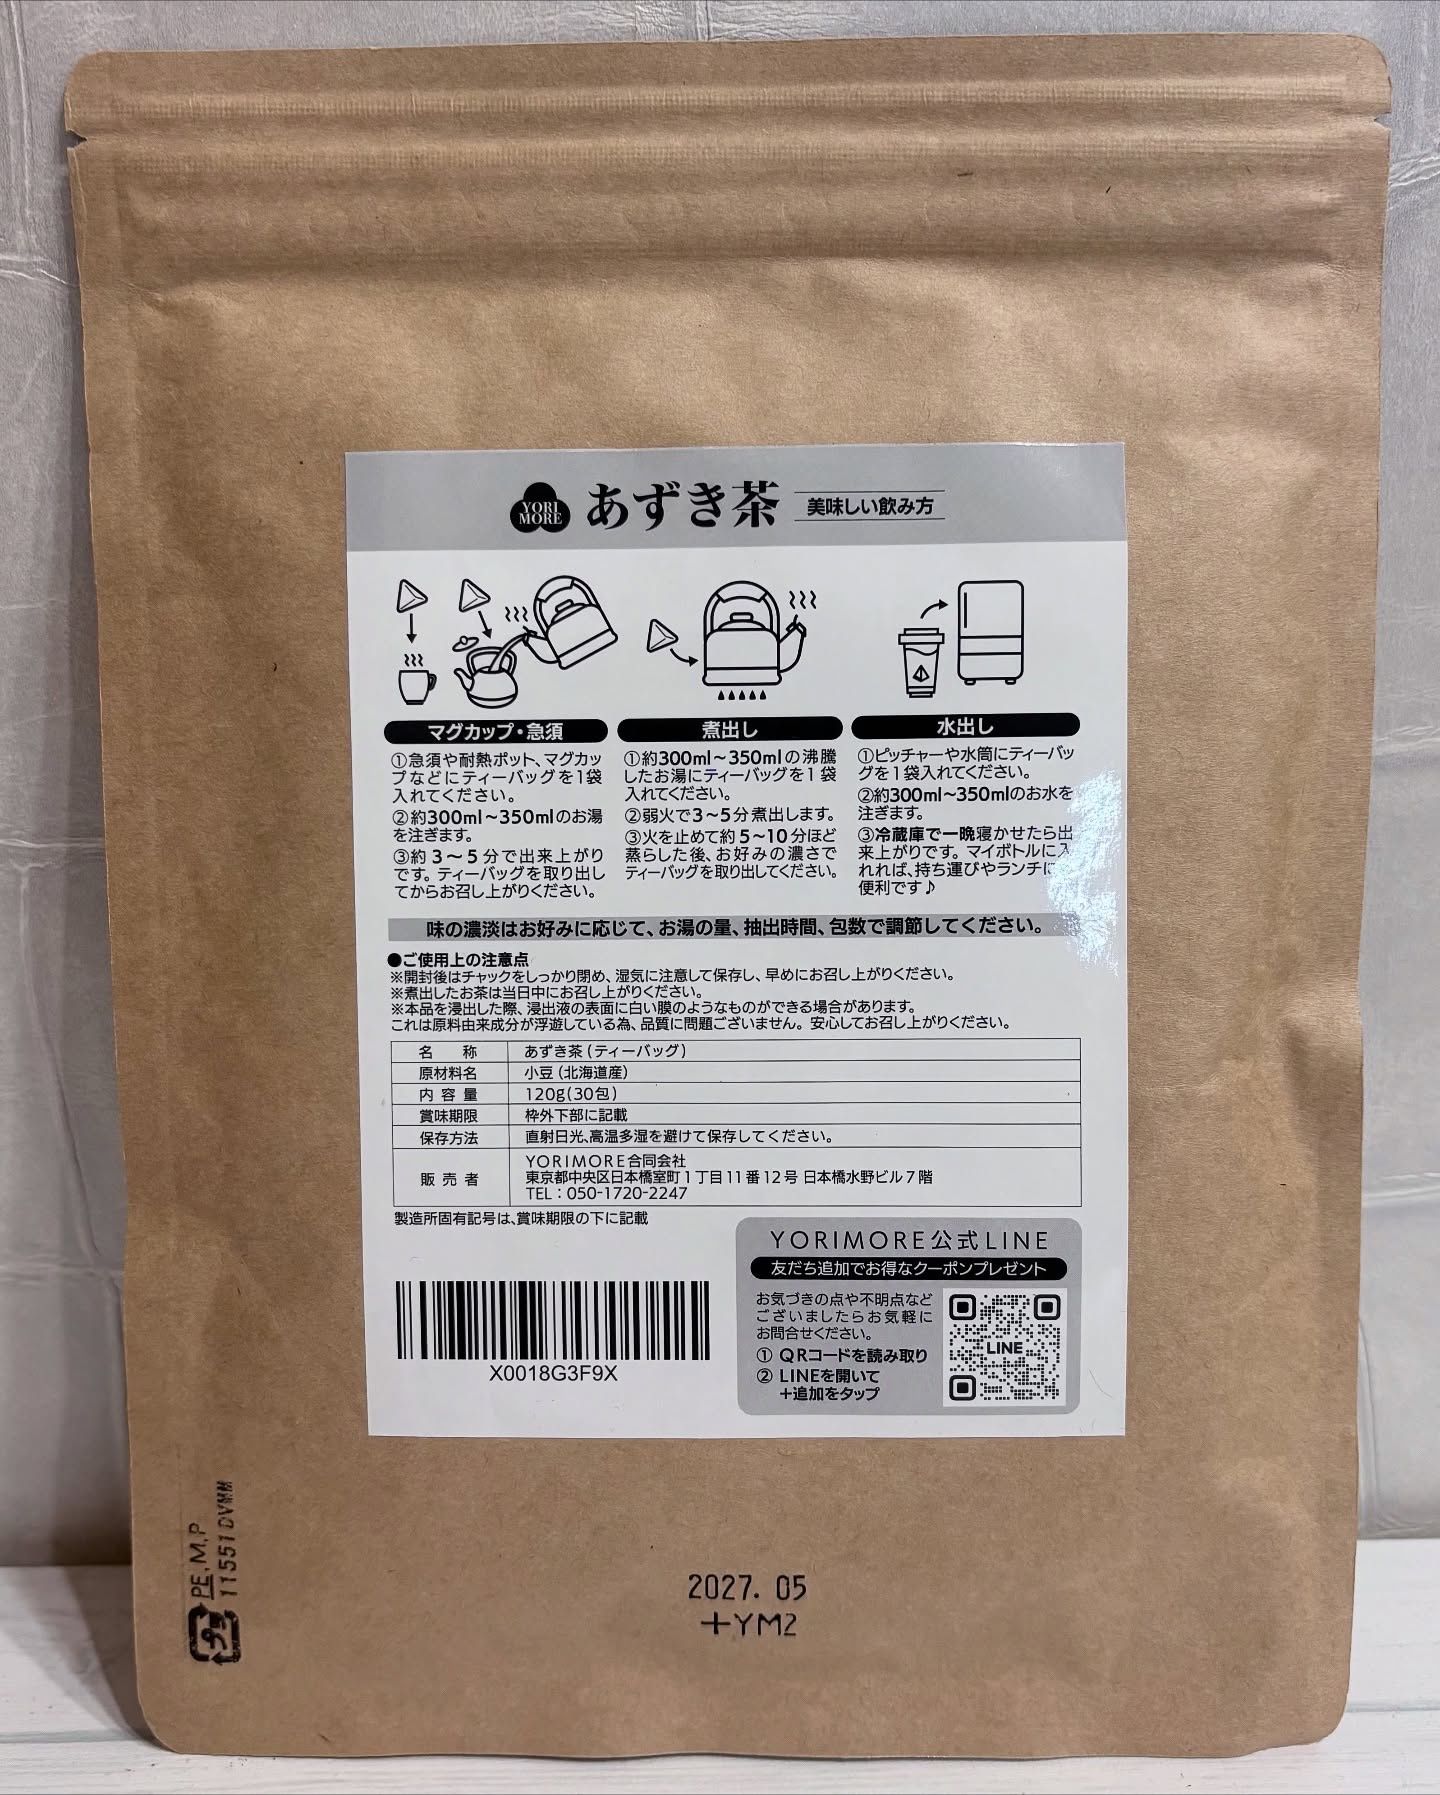 YORI
MORE
あずき茶
美味しい飲み方
マグカップ・急須
①急須や耐熱ポット、マグカッ
プなどにティーバッグを1袋
入れてください。
②約300ml～350mlのお湯
を注ぎます。
③約3～5分で出来上がり
です。ティーバッグを取り出し
てからお召し上がりください。
煮出し
①約300ml～350mlの沸騰
したお湯にティーバッグを1袋
入れてください。
②弱火で3～5分煮出します。
③火を止めて約5～10分ほど
蒸らした後、お好みの濃さで
ティーバッグを取り出してください。
水出し
①ピッチャーや水筒にティーバッ
グを1袋入れてください。
②約300ml～350mlのお水を
注ぎます。
③冷蔵庫で一晩寝かせたら出
来上がりです。マイボトルに入
れれば、持ち運びやランチに
便利です♪
味の濃淡はお好みに応じて、お湯の量、抽出時間、包数で調節してください。
●ご使用上の注意点
※開封後はチャックをしっかり閉め、湿気に注意して保存し、早めにお召し上がりください。
※煮出したお茶は当日中にお召し上がりください。
※本品を浸出した際、浸出液の表面に白い膜のようなものができる場合があります。
これは原料由来成分が浮遊している為、品質に問題ございません。安心してお召し上がりください。
名称 あずき茶(ティーバッグ)
原材料名 小豆(北海道産)
内容量 120g(30包)
賞味期限 枠外下部に記載
保存方法 直射日光、高温多湿を避けて保存してください。
販売者 YORIMORE合同会社
東京都中央区日本橋室町1丁目11番12号 日本橋水野ビル7階
TEL：050-1720-2247
製造所固有記号は、賞味期限の下に記載
X0018G3F9X
YORIMORE公式LINE
友だち追加でお得なクーポンプレゼント
お気づきの点や不明点など
ございましたらお気軽に
お問合せください。
① QRコードを読み取り
② LINEを開いて
＋追加をタップ
LINE
プラ
PE,M,P
11551
2027. 05
+YM2